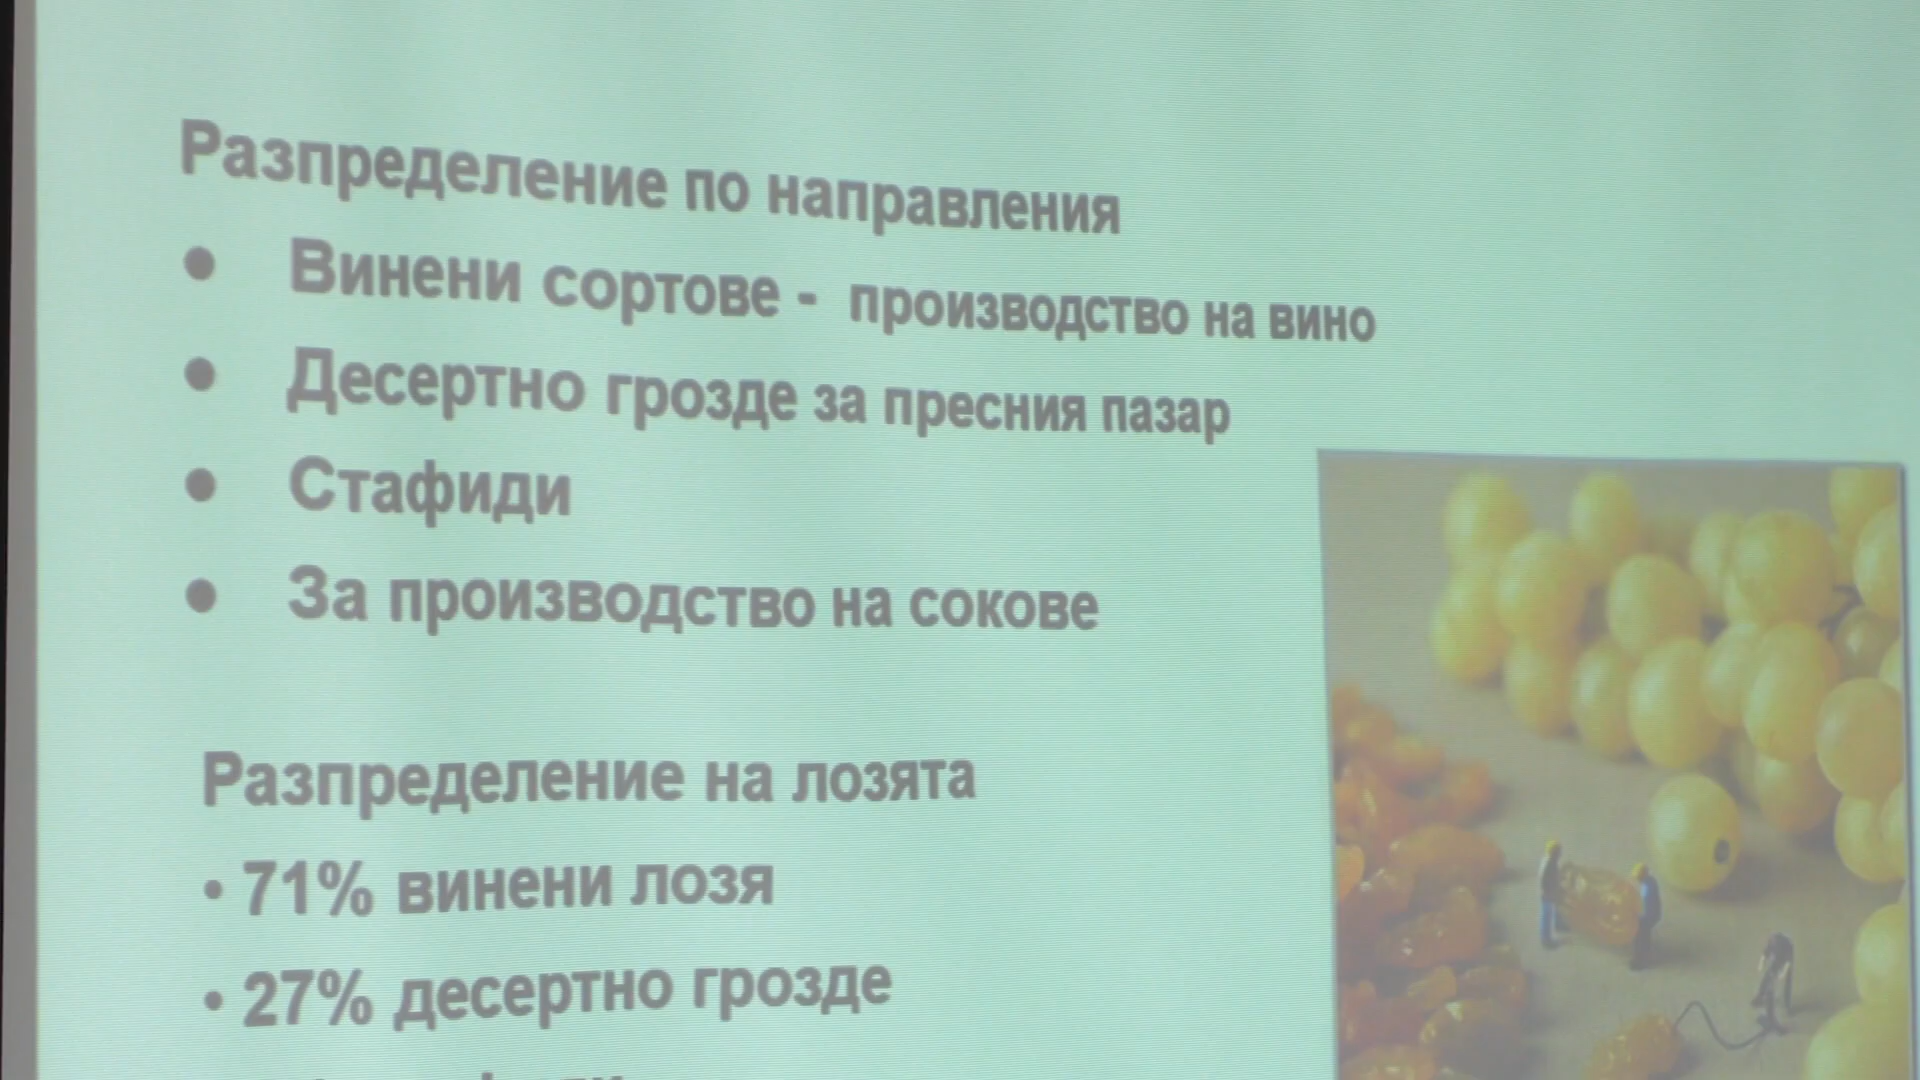 Разпределение по направления
● Винени сортове - производство на вино
● Десертно грозде за пресния пазар
● Стафиди
● За производство на сокове
Разпределение на лозята
• 71% винени лозя
• 27% десертно грозде